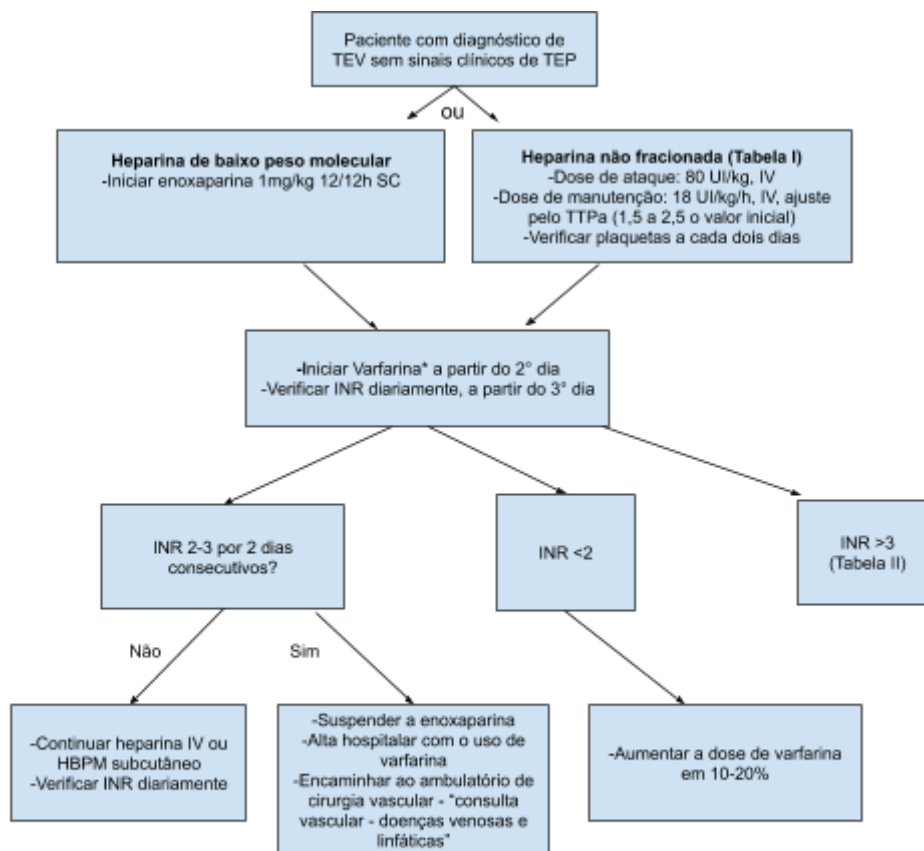 Paciente com diagnóstico de
TEV sem sinais clínicos de TEP
ou
Heparina de baixo peso molecular
-Iniciar enoxaparina 1mg/kg 12/12h SC
Heparina não fracionada (Tabela I)
-Dose de ataque: 80 UI/kg, IV
-Dose de manutenção: 18 UI/kg/h, IV, ajuste
pelo TTPa (1,5 a 2,5 o valor inicial)
-Verificar plaquetas a cada dois dias
-Iniciar Varfarina* a partir do 2° dia
-Verificar INR diariamente, a partir do 3° dia
INR 2-3 por 2 dias
consecutivos?
INR <2
INR >3
(Tabela II)
Não
Sim
-Continuar heparina IV ou
HBPM subcutâneo
-Verificar INR diariamente
-Suspender a enoxaparina
-Alta hospitalar com o uso de
varfarina
-Encaminhar ao ambulatório de
cirurgia vascular - “consulta
vascular - doenças venosas e
linfáticas”
-Aumentar a dose de varfarina
em 10-20%